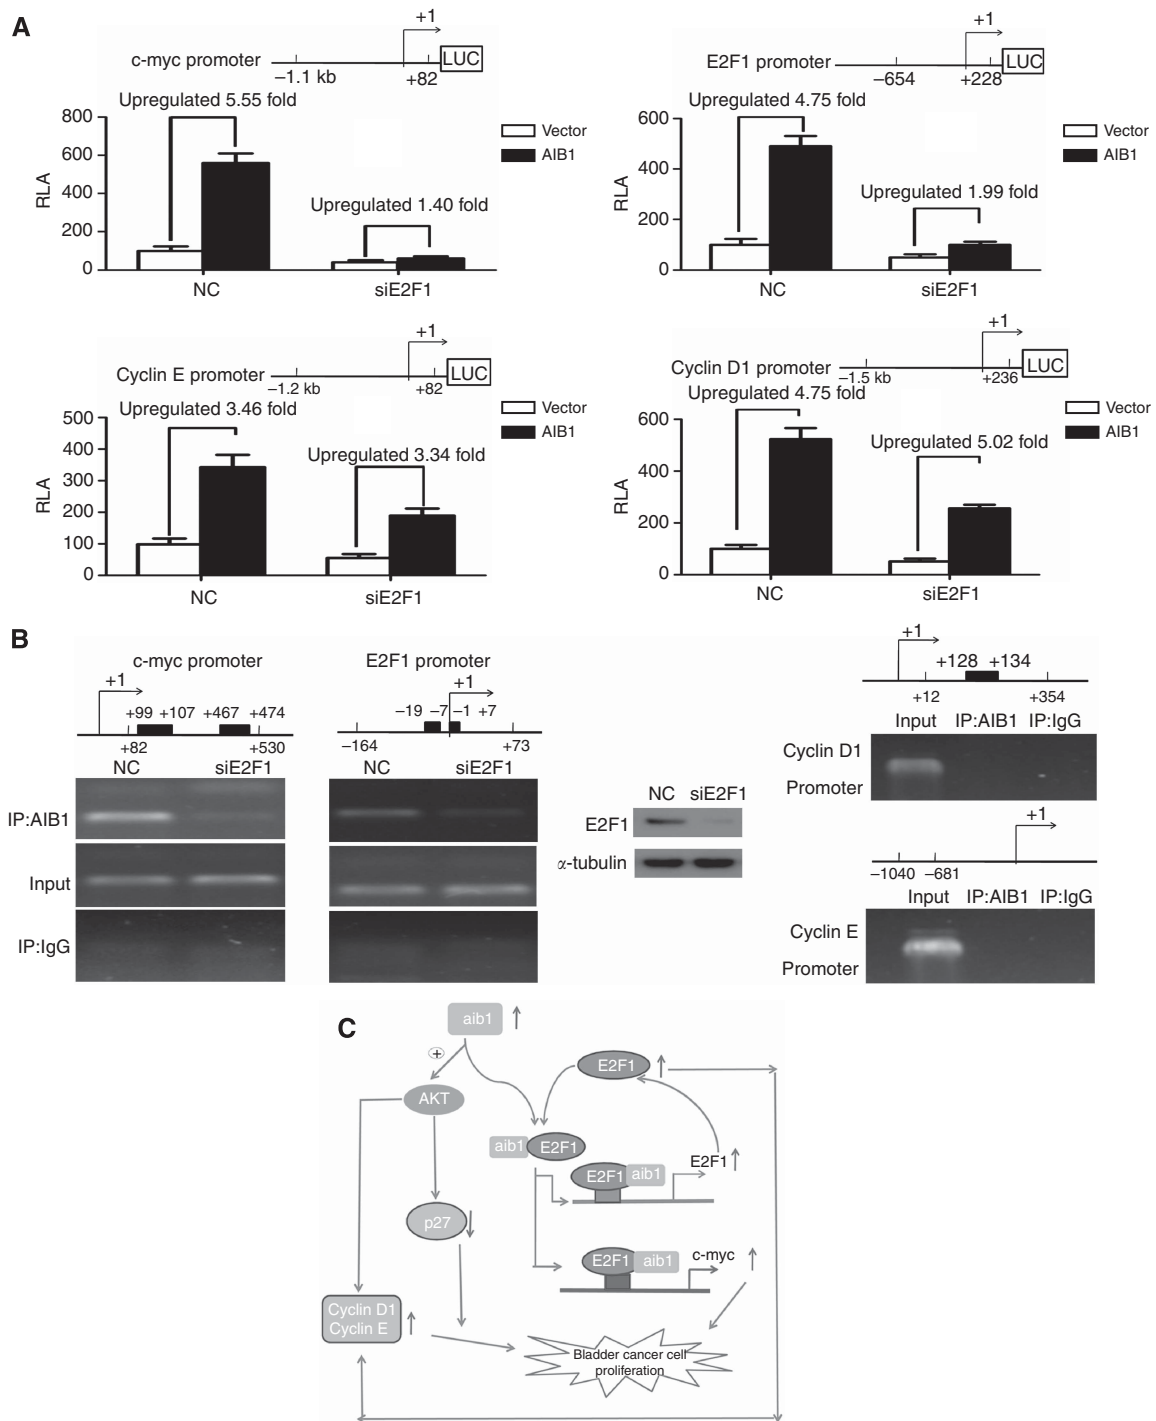 A
+1
c-myc promoter
LUC
−1.1 kb
+82
Upregulated 5.55 fold
800
600
400
200
0
RLA
Upregulated 1.40 fold
Vector
AIB1
NC
siE2F1
+1
E2F1 promoter
LUC
−654
+228
Upregulated 4.75 fold
600
400
200
0
RLA
Upregulated 1.99 fold
Vector
AIB1
NC
siE2F1
+1
Cyclin E promoter
LUC
−1.2 kb
+82
Upregulated 3.46 fold
500
400
300
200
100
0
RLA
Upregulated 3.34 fold
Vector
AIB1
NC
siE2F1
+1
Cyclin D1 promoter
LUC
−1.5 kb
+236
Upregulated 4.75 fold
600
400
200
0
RLA
Upregulated 5.02 fold
Vector
AIB1
NC
siE2F1
B
c-myc promoter
+1
+99 +107 +467 +474
+82
+530
NC
siE2F1
E2F1 promoter
+1
−19 −7 −1 +7
−164
+73
NC
siE2F1
IP:AIB1
Input
IP:IgG
NC siE2F1
E2F1
α-tubulin
+1
+128 +134
+12
+354
Input IP:AIB1 IP:IgG
Cyclin D1
Promoter
+1
−1040 −681
Input IP:AIB1 IP:IgG
Cyclin E
Promoter
C
aib1
+
AKT
E2F1
aib1 E2F1
E2F1 aib1
E2F1
p27
E2F1 aib1
c-myc
Cyclin D1
Cyclin E
Bladder cancer cell
proliferation